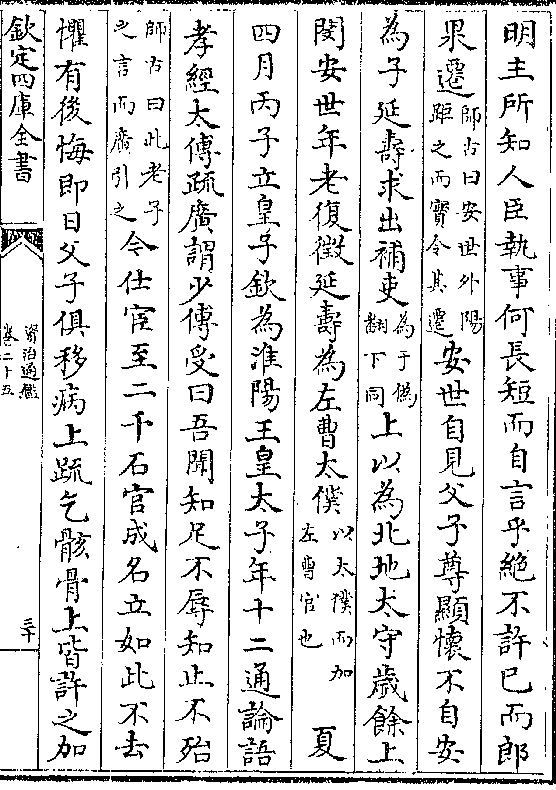 明主所知人臣執事何長短而自言乎絶不許已而郎
果遷師古曰安世外陽距之而實令其遷安世自見父子尊顯懷不自安
為子延壽求出補吏為于偽翻下同上以為北地太守歲餘上
閔安世年老復徵延壽為左曹太僕以太僕而加左曹官也夏
四月丙子立皇子欽為淮陽王皇太子年十二通論語
孝經太傅疏廣謂少傅受曰吾聞知足不辱知止不殆
師古曰此老子之言而廣引之今仕宦至二千石官成名立如此不去
懼有後悔即日父子俱移病上疏乞骸骨上皆許之加
欽定四庫全書
資治通鑑
卷二十五
三十